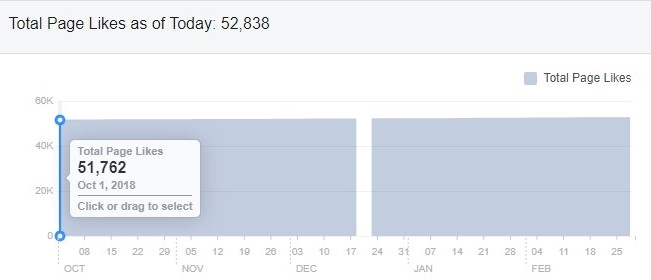 Total Page Likes as of Today: 52,838
Total Page Likes
60K
40K
20K
0
Total Page Likes
51,762
Oct 1, 2018
Click or drag to select
08 15 22 29 05 12 19 26 03 10 17 24 31 07 14 21 28 04 11 18 25
OCT NOV DEC JAN FEB